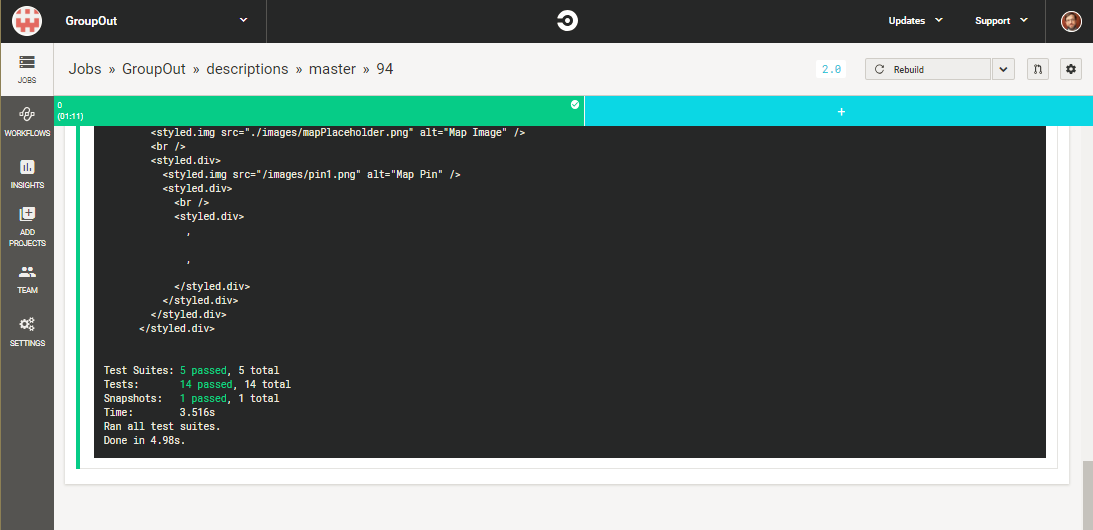 GroupOut
Updates
Support
JOBS
Jobs » GroupOut » descriptions » master » 94
2.0
Rebuild
0
(01:11)
+
WORKFLOWS
INSIGHTS
ADD
PROJECTS
TEAM
SETTINGS
<styled.img src="./images/mapPlaceholder.png" alt="Map Image" />
<br />
<styled.div>
<styled.img src="/images/pin1.png" alt="Map Pin" />
<styled.div>
<br />
<styled.div>
,
,
</styled.div>
</styled.div>
</styled.div>
</styled.div>
Test Suites: 5 passed, 5 total
Tests: 14 passed, 14 total
Snapshots: 1 passed, 1 total
Time: 3.516s
Ran all test suites.
Done in 4.98s.